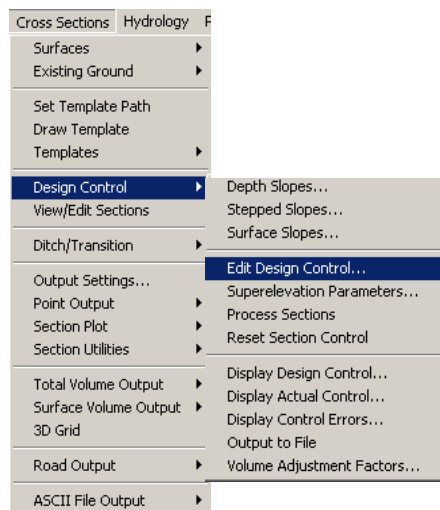 Cross Sections Hydrology
Surfaces
Existing Ground
Set Template Path
Draw Template
Templates
Design Control
View/Edit Sections
Ditch/Transition
Output Settings...
Point Output
Section Plot
Section Utilities
Total Volume Output
Surface Volume Output
3D Grid
Road Output
ASCII File Output
Depth Slopes...
Stepped Slopes...
Surface Slopes...
Edit Design Control...
Superelevation Parameters...
Process Sections
Reset Section Control
Display Design Control...
Display Actual Control...
Display Control Errors...
Output to File
Volume Adjustment Factors...